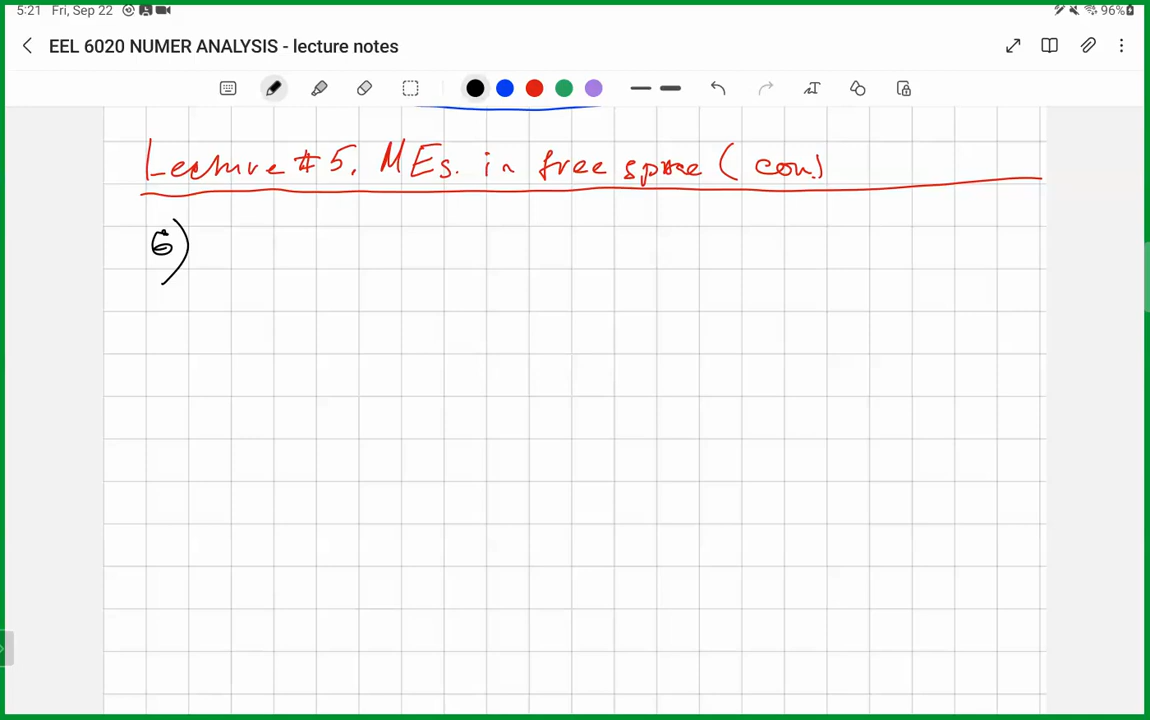 5:21 Fri, Sep 22 96%
EEL 6020 NUMER ANALYSIS - lecture notes
Lecture # 5. MEs. in free space ( con.)
6)